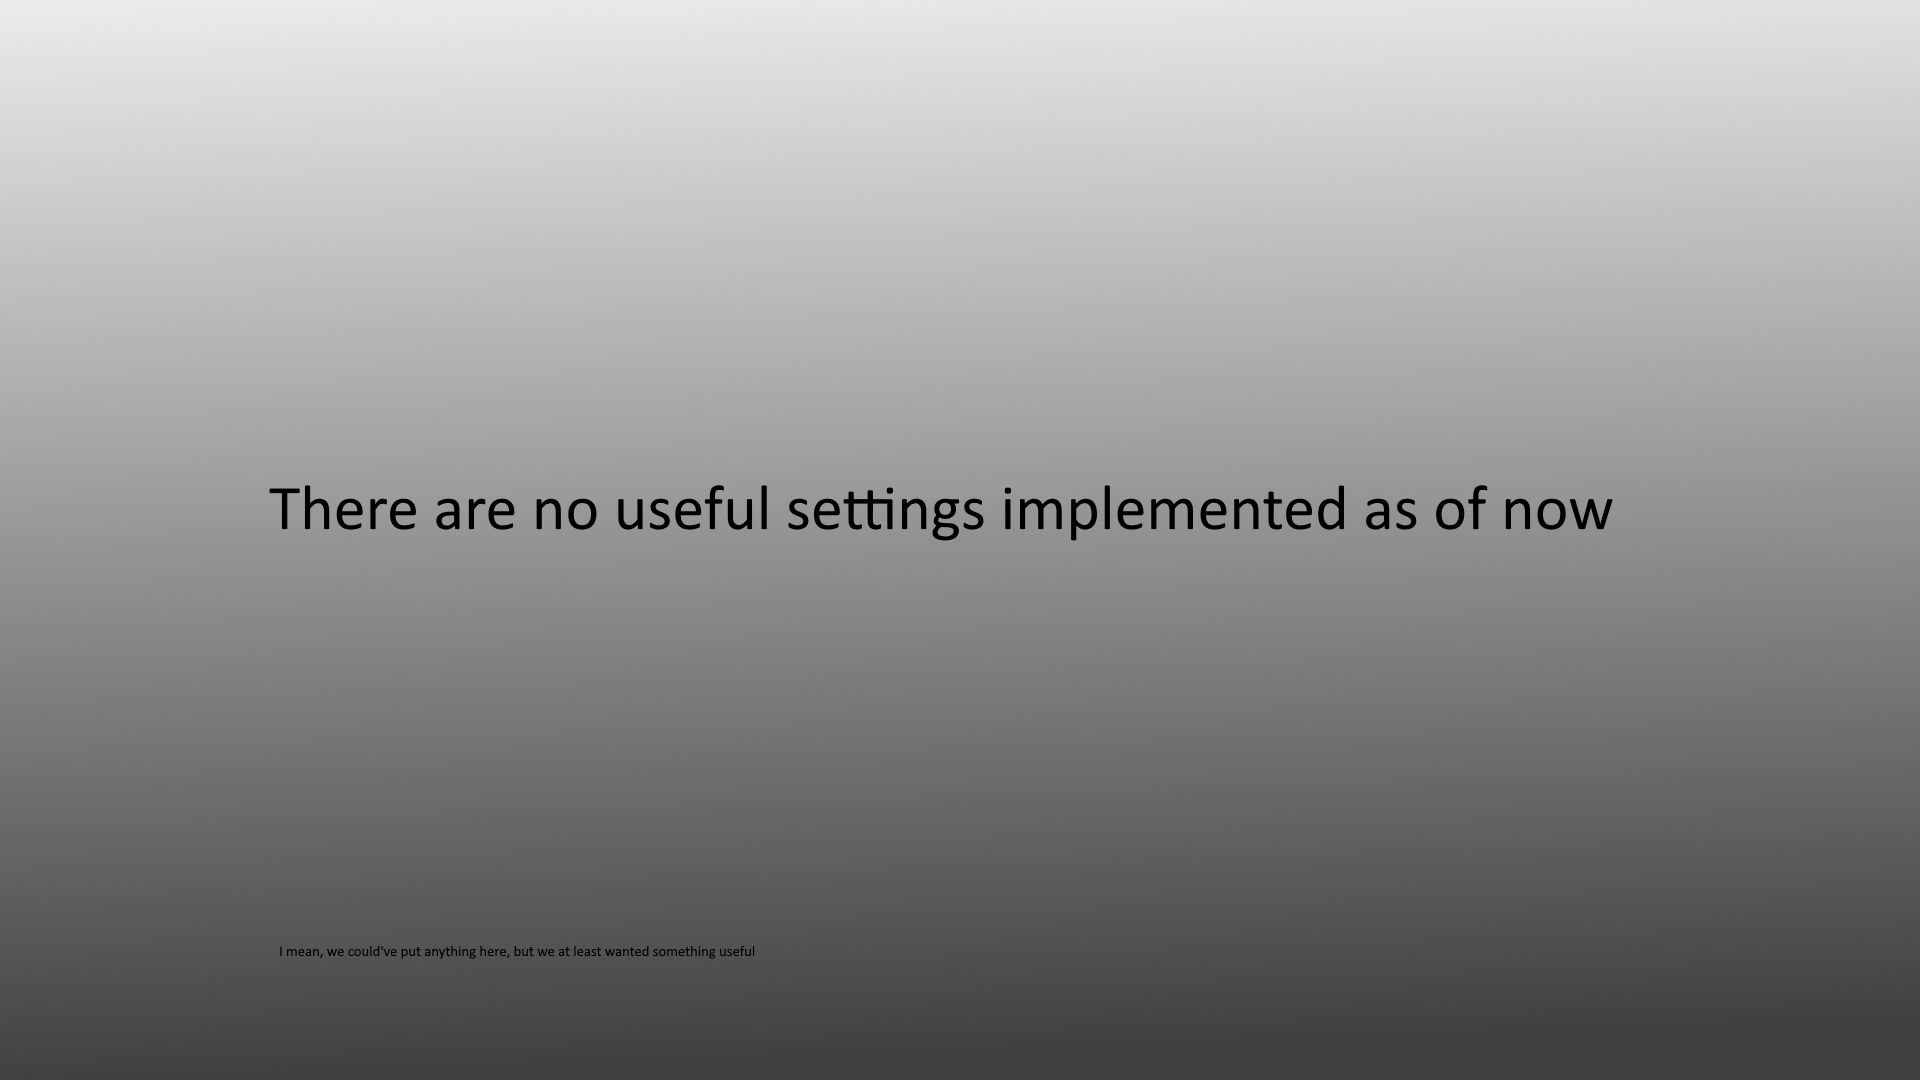 There are no useful settings implemented as of now
I mean, we could've put anything here, but we at least wanted something useful